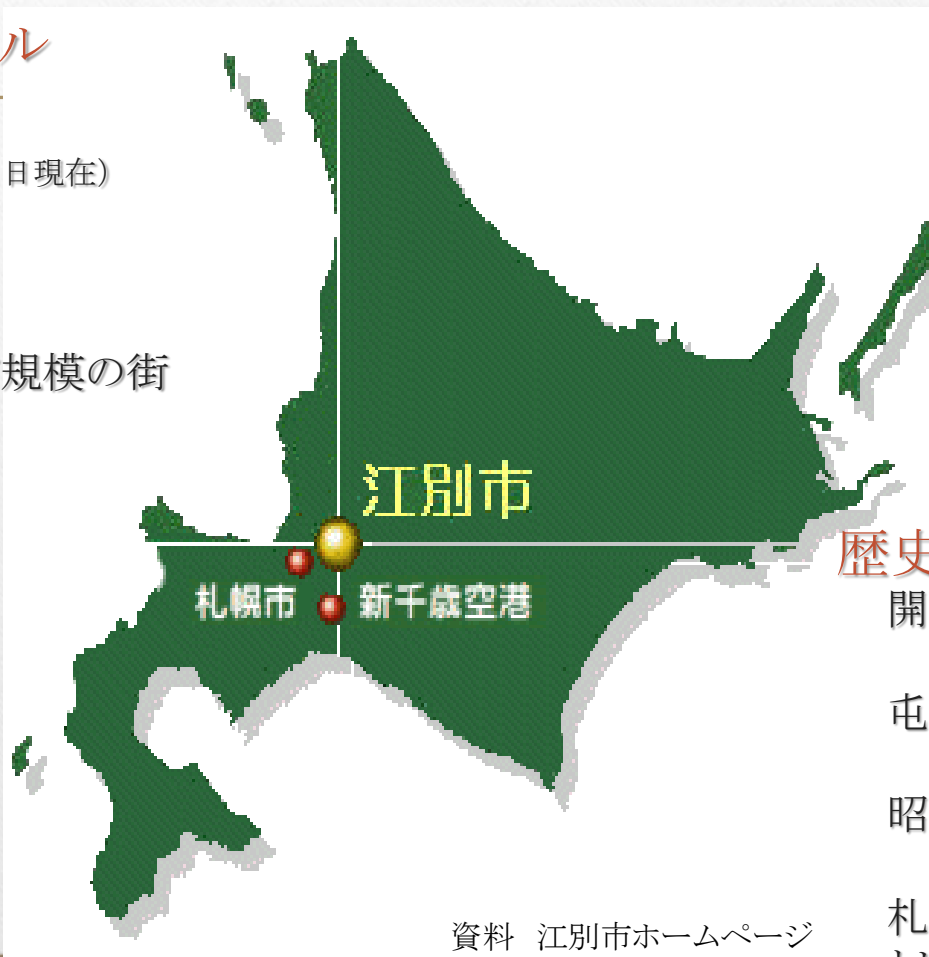 ル
日現在）
規模の街
江別市
札幌市
新千歳空港
歴史
開
屯
昭
札
資料　江別市ホームページ